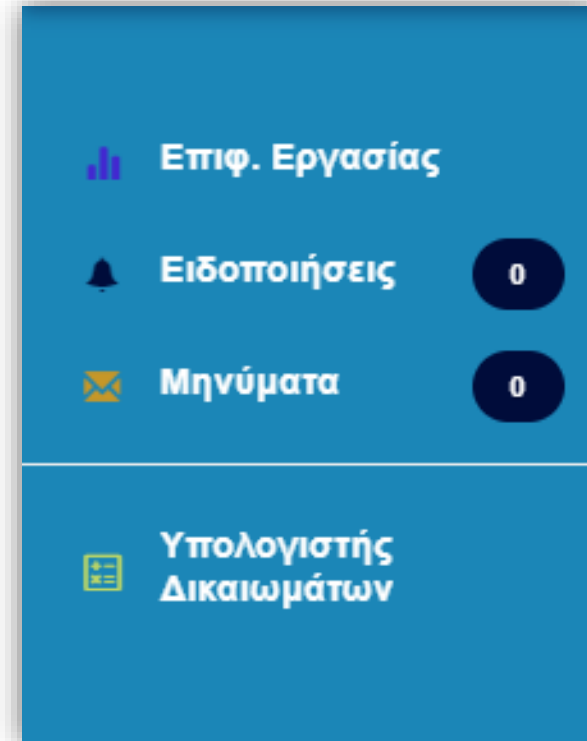 Επιφ. Εργασίας
Ειδοποιήσεις 0
Μηνύματα 0
Υπολογιστής
Δικαιωμάτων